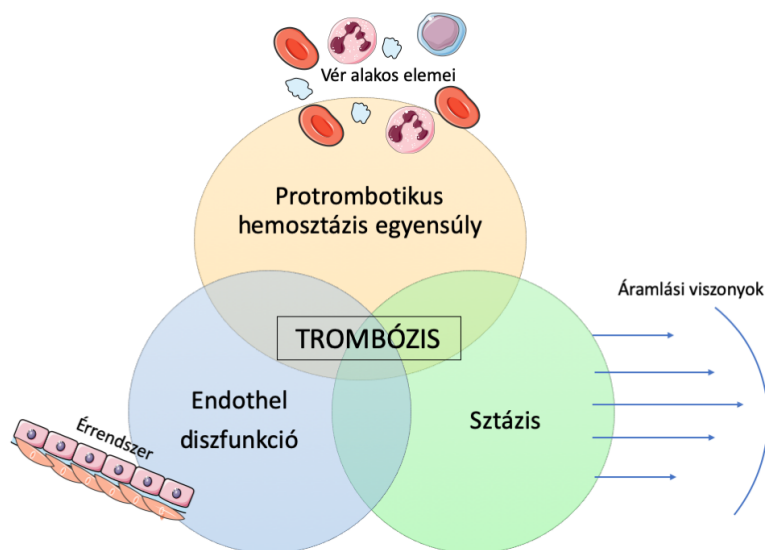 Vér alakos elemei
Protrombotikus
hemosztázis egyensúly
Áramlási viszonyok
TROMBÓZIS
Endothel
diszfunkció
Sztázis
Érrendszer